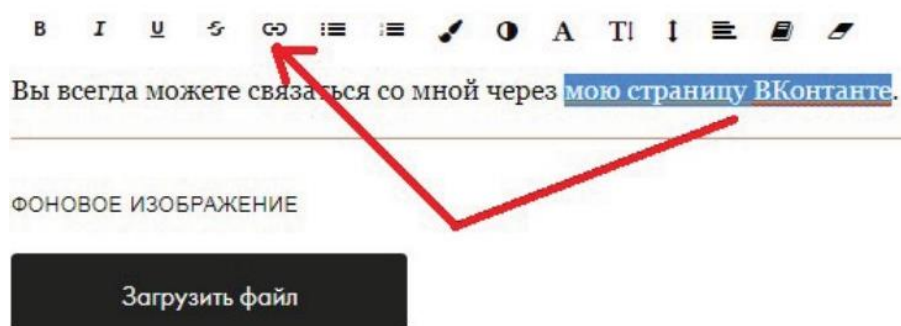 B I U S A T
Вы всегда можете связаться со мной через мою страницу ВКонтанте.
ФОНОВОЕ ИЗОБРАЖЕНИЕ
Загрузить файл